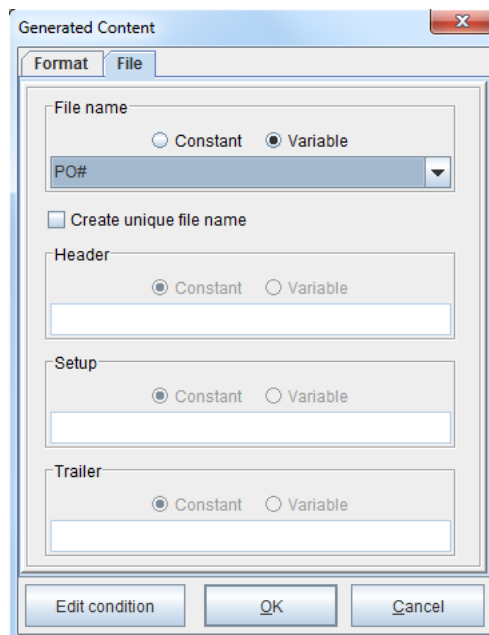 Generated Content
Format File
File name
Constant Variable
PO#
Create unique file name
Header
Constant Variable
Setup
Constant Variable
Trailer
Constant Variable
Edit condition OK Cancel